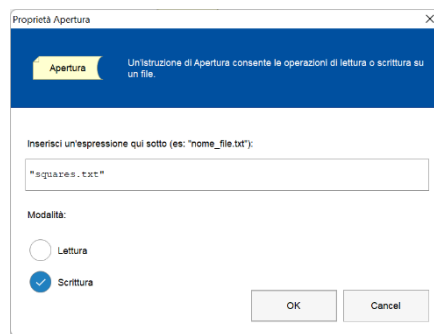 Proprietà Apertura
Apertura
Un'istruzione di Apertura consente le operazioni di lettura o scrittura su
un file.
Inserisci un'espressione qui sotto (es: "nome_file.txt"):
"squares.txt"
Modalità:
Lettura
Scrittura
OK
Cancel